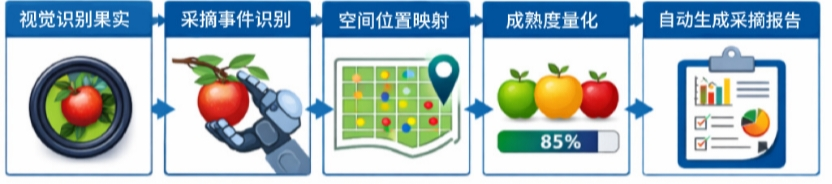 视觉识别果实
采摘事件识别
空间位置映射
成熟度量化
自动生成采摘报告
85%